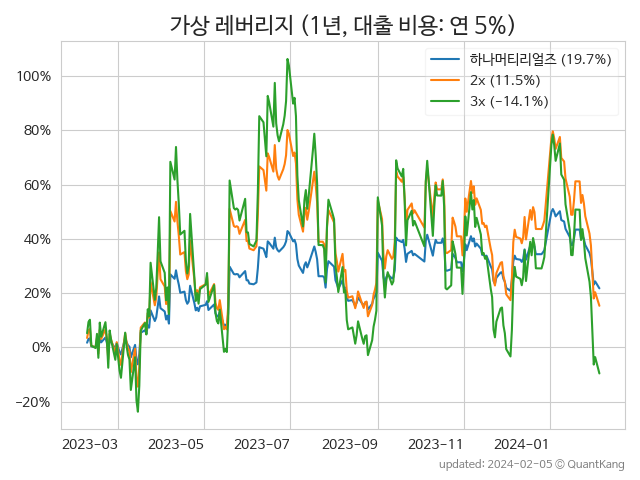 가상 레버리지 (1년, 대출 비용: 연 5%)
하나머티리얼즈 (19.7%)
2x (11.5%)
3x (−14.1%)
100%
80%
60%
40%
20%
0%
−20%
2023-03 2023-05 2023-07 2023-09 2023-11 2024-01
updated: 2024-02-05 © QuantKang